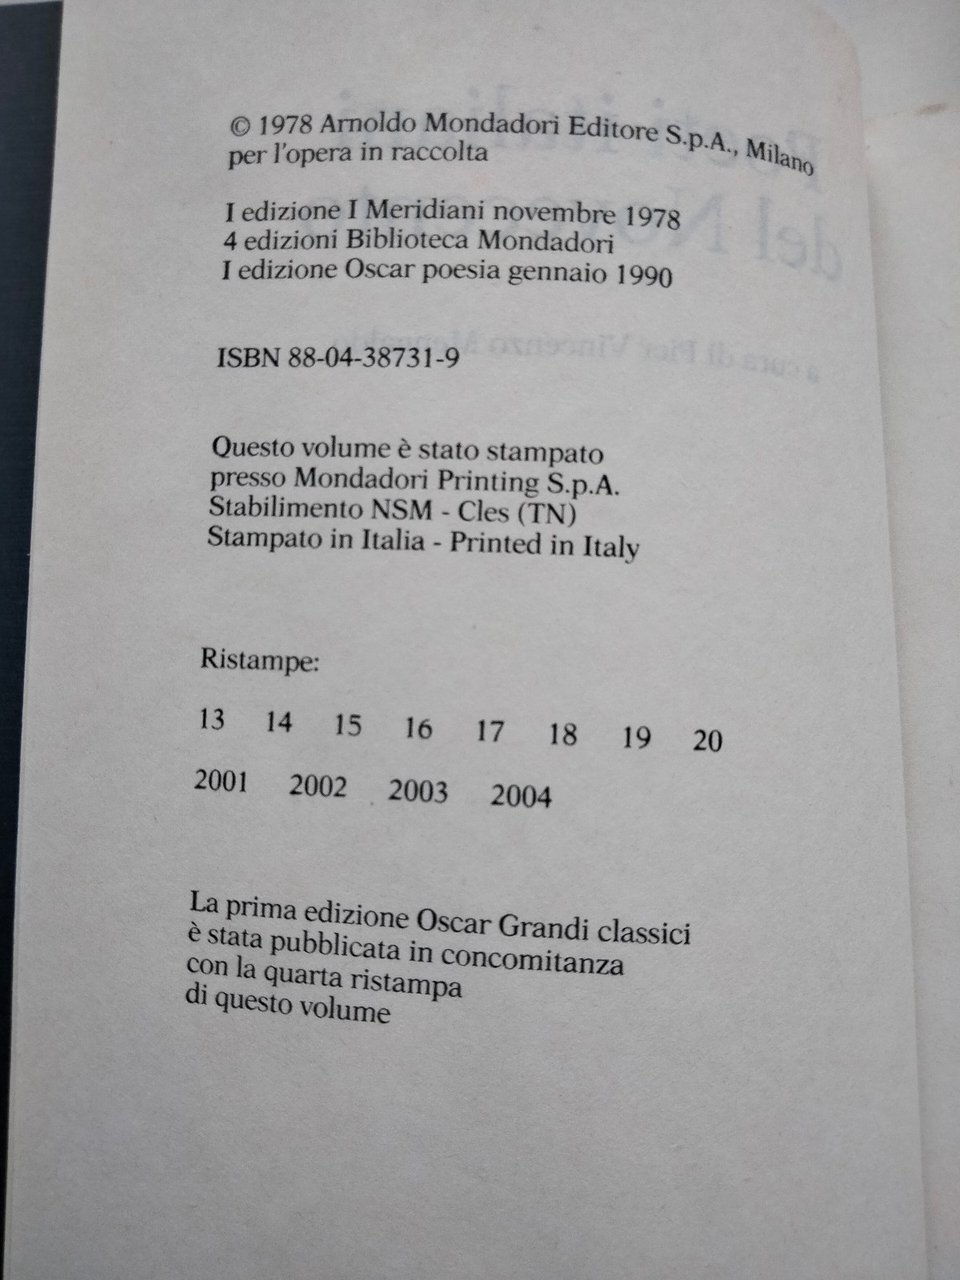 © 1978 Arnoldo Mondadori Editore S.p.A., Milano
per l'opera in raccolta
I edizione I Meridiani novembre 1978
4 edizioni Biblioteca Mondadori
I edizione Oscar poesia gennaio 1990
ISBN 88-04-38731-9
Questo volume è stato stampato
presso Mondadori Printing S.p.A.
Stabilimento NSM - Cles (TN)
Stampato in Italia - Printed in Italy
Ristampe:
13 14 15 16 17 18 19 20
2001 2002 2003 2004
La prima edizione Oscar Grandi classici
è stata pubblicata in concomitanza
con la quarta ristampa
di questo volume